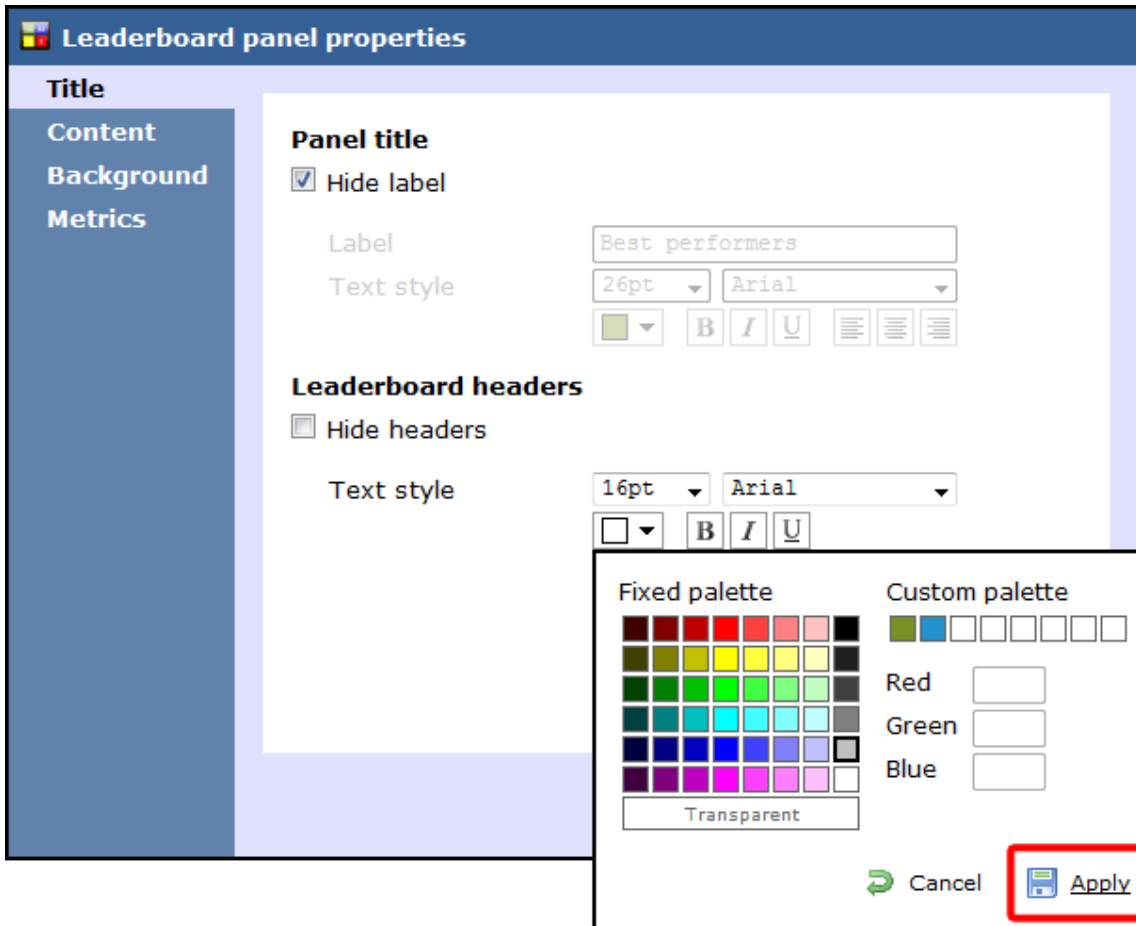 Leaderboard panel properties
Title
Content
Background
Metrics
Panel title
Hide label
Label
Best performers
Text style
26pt
Arial
B I U
Leaderboard headers
Hide headers
Text style
16pt
Arial
B I U
Fixed palette
Custom palette
Red
Green
Blue
Transparent
Cancel
Apply